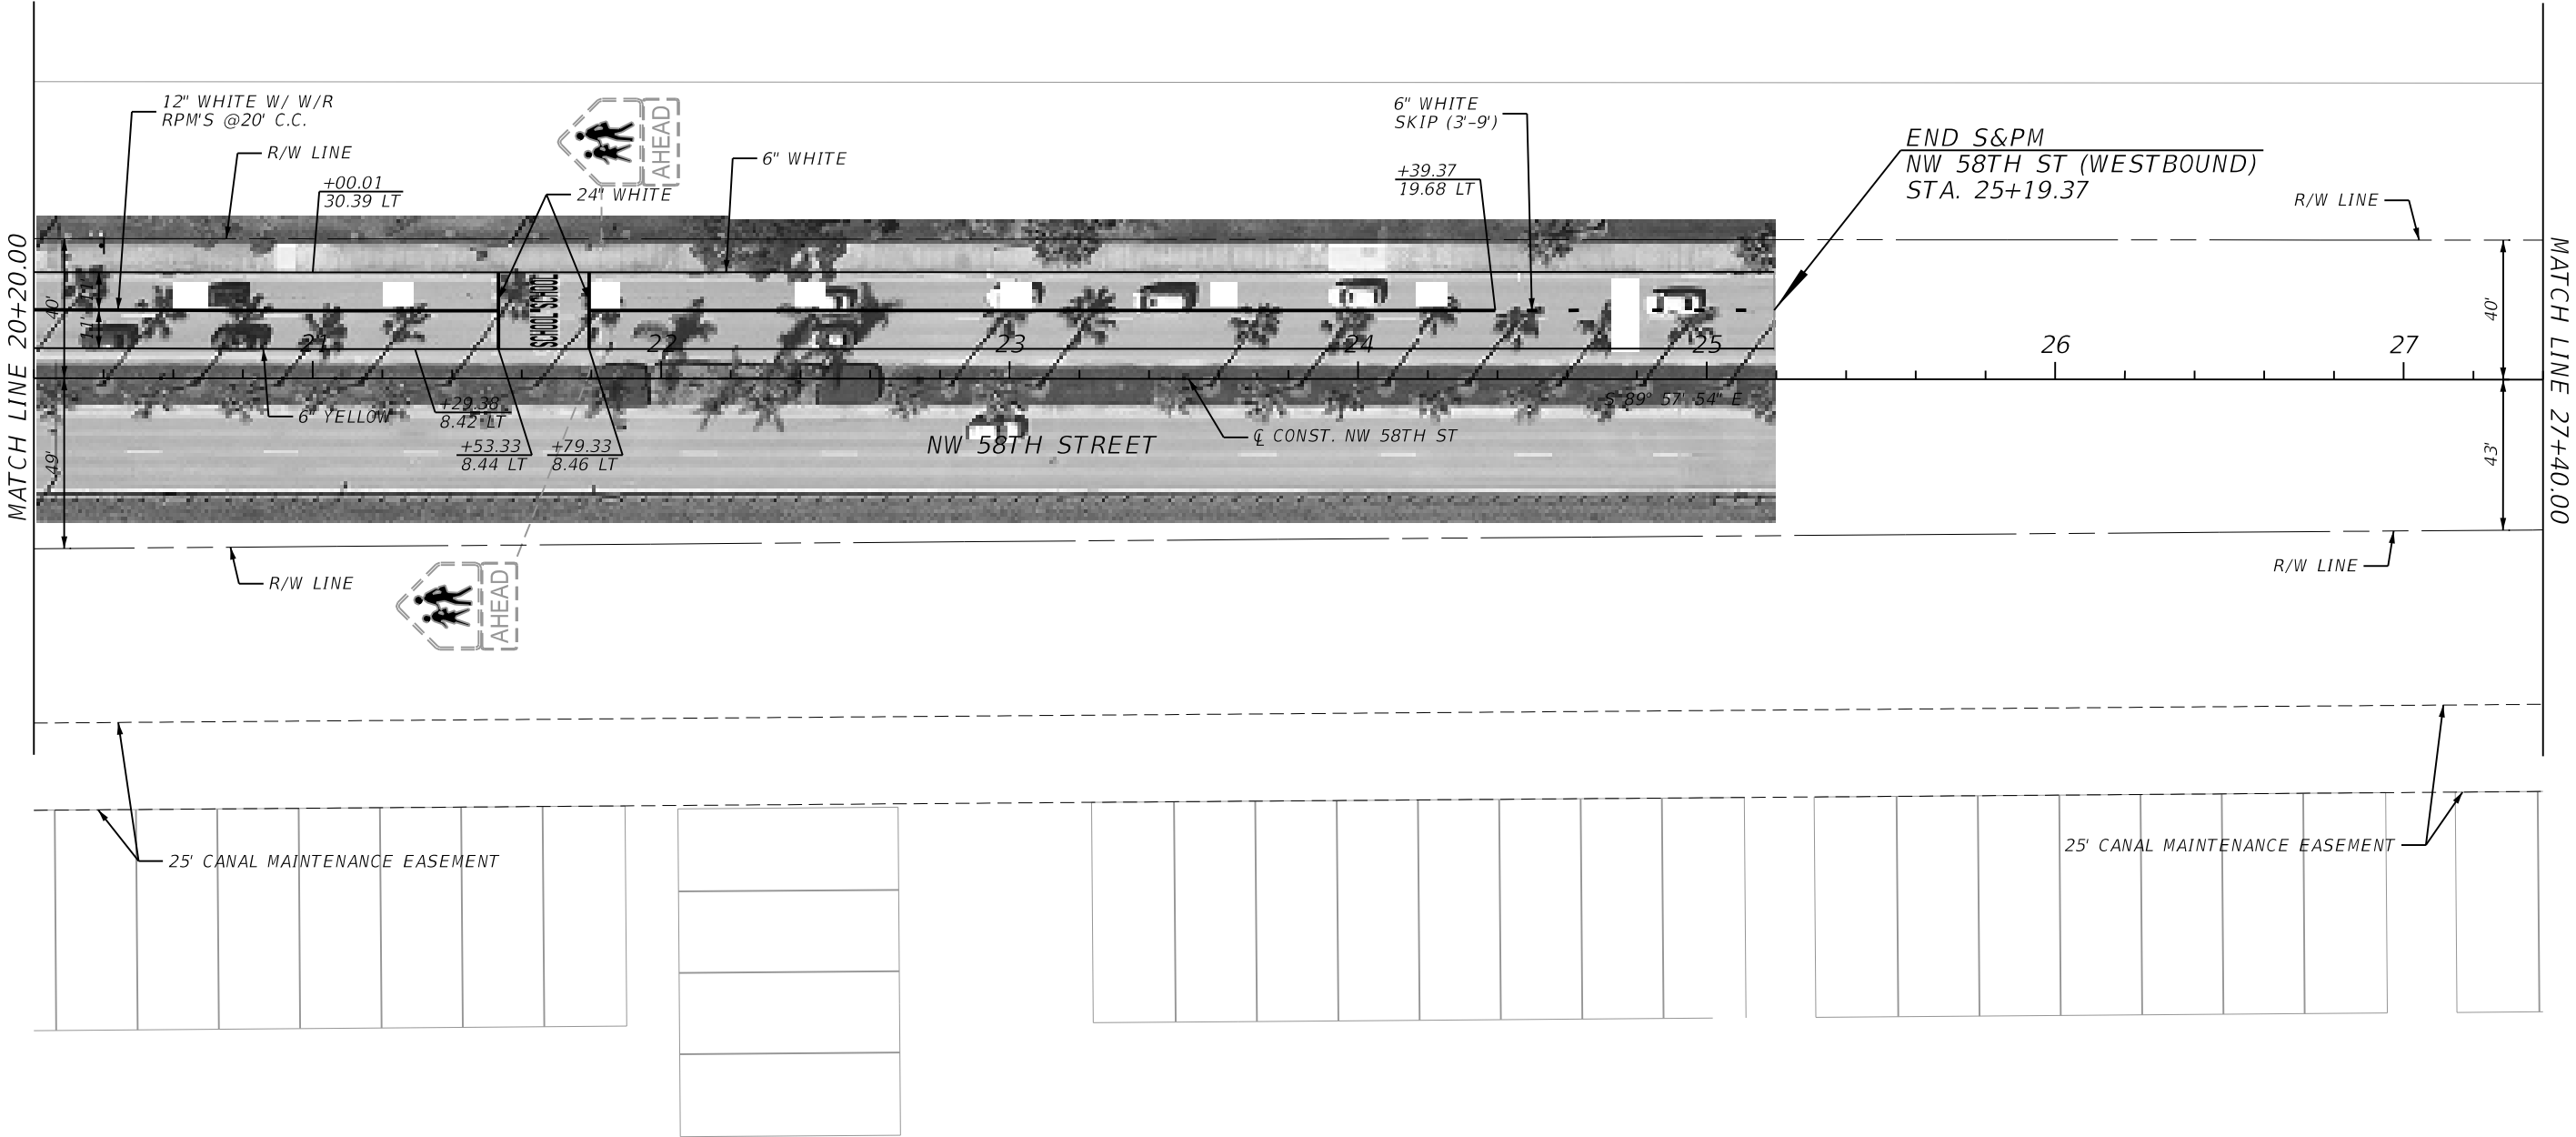 MATCH LINE 20+20.00
12" WHITE W/ W/R
RPM'S @20' C.C.
R/W LINE
+00.01
30.39 LT
AHEAD
24" WHITE
6" WHITE
6" WHITE
SKIP (3'-9')
+39.37
19.68 LT
END S&PM
NW 58TH ST (WESTBOUND)
STA. 25+19.37
R/W LINE
MATCH LINE 27+40.00
40'
11'
11'
SCHOOL SCHOOL
21
22
23
24
25
26
27
40'
6" YELLOW
+29.38
8.42 LT
+53.33
8.44 LT
+79.33
8.46 LT
NW 58TH STREET
℄ CONST. NW 58TH ST
S 89° 57' 54" E
49'
43'
R/W LINE
AHEAD
R/W LINE
25' CANAL MAINTENANCE EASEMENT
25' CANAL MAINTENANCE EASEMENT